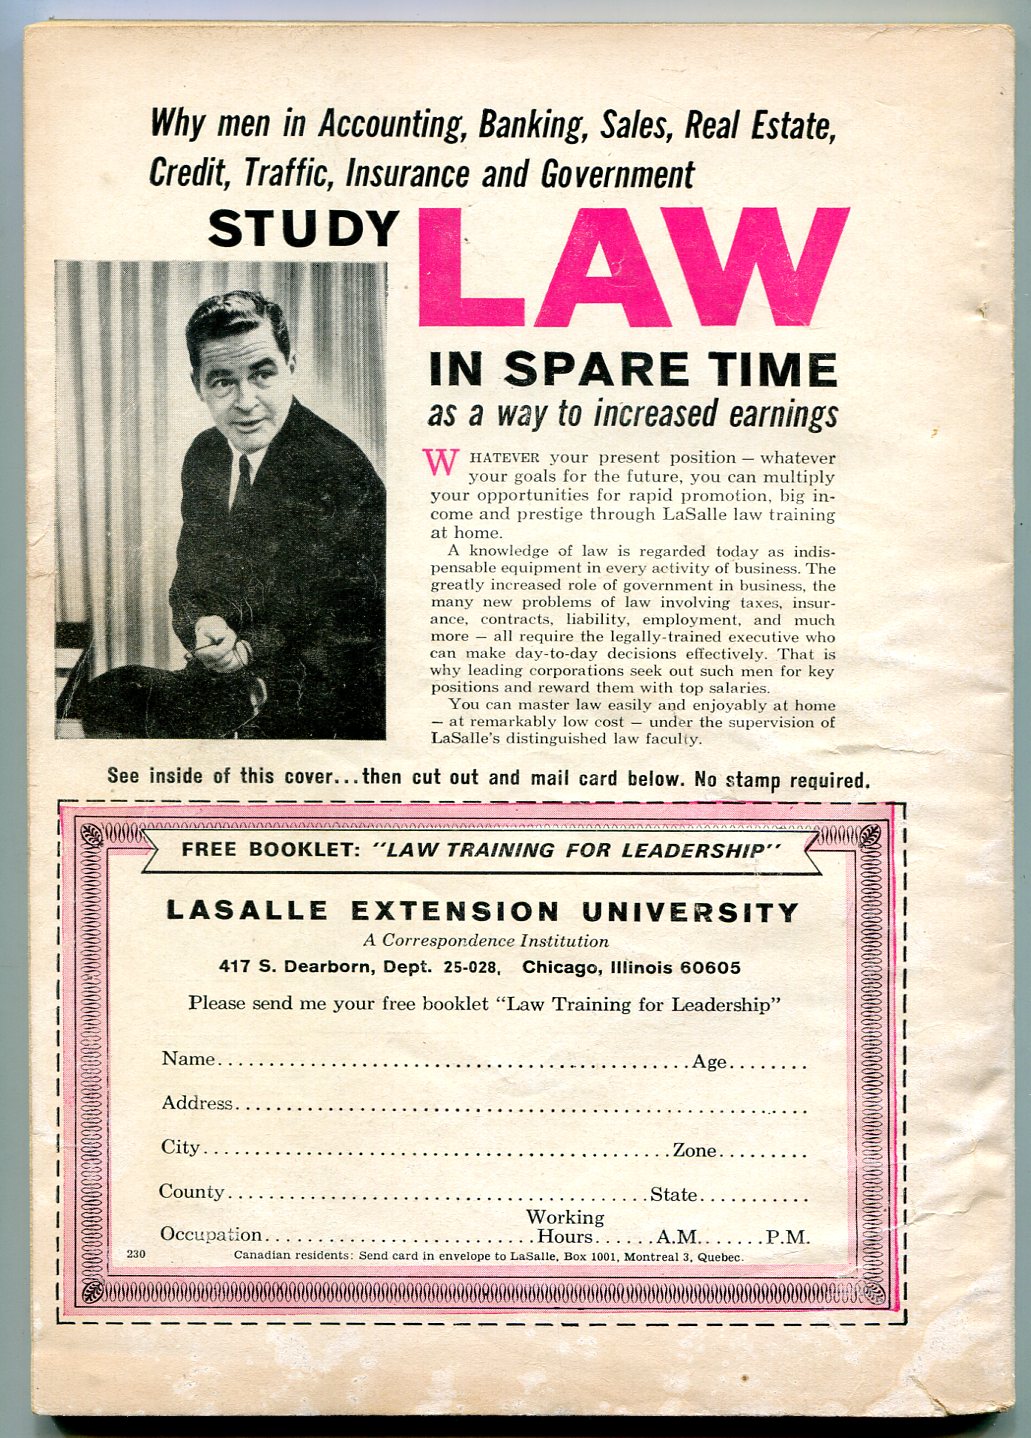 Why men in Accounting, Banking, Sales, Real Estate,
Credit, Traffic, Insurance and Government
STUDY LAW
IN SPARE TIME
as a way to increased earnings
WHATEVER your present position — whatever
your goals for the future, you can multiply
your opportunities for rapid promotion, big in-
come and prestige through LaSalle law training
at home.
A knowledge of law is regarded today as indis-
pensable equipment in every activity of business. The
greatly increased role of government in business, the
many new problems of law involving taxes, insur-
ance, contracts, liability, employment, and much
more — all require the legally-trained executive who
can make day-to-day decisions effectively. That is
why leading corporations seek out such men for key
positions and reward them with top salaries.
You can master law easily and enjoyably at home
— at remarkably low cost — under the supervision of
LaSalle's distinguished law faculty.
See inside of this cover...then cut out and mail card below. No stamp required.
FREE BOOKLET: "LAW TRAINING FOR LEADERSHIP"
LASALLE EXTENSION UNIVERSITY
A Correspondence Institution
417 S. Dearborn, Dept. 25-028, Chicago, Illinois 60605
Please send me your free booklet "Law Training for Leadership"
Name.................................................Age........
Address............................................................
City.................................................Zone.........
County............................................State...........
Working
Occupation............................Hours......A.M.......P.M.
230 Canadian residents: Send card in envelope to LaSalle, Box 1001, Montreal 3, Quebec.